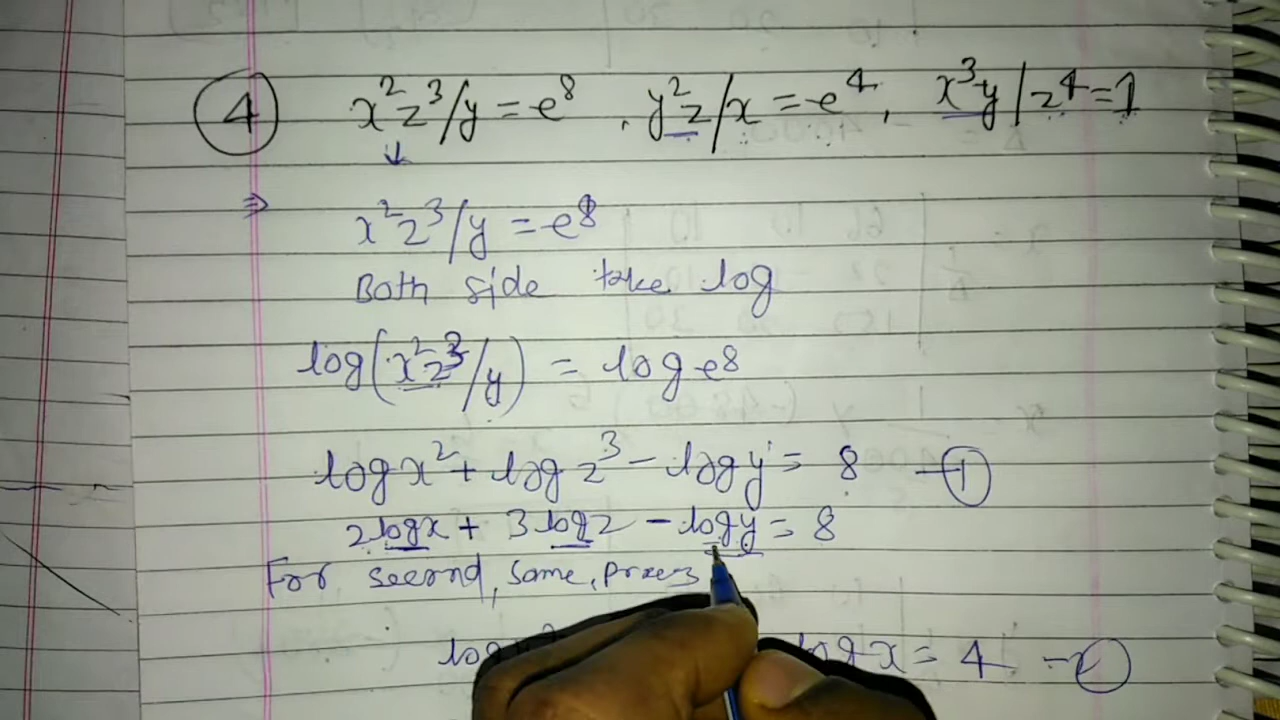 4 x²z³/y = e⁸ , y²z/x = e⁴, x³y/z⁴ = 1
⇒ x²z³/y = e⁸
Both side take log
log(x²z³/y) = log e⁸
log x² + log z³ - log y = 8 - 1
2 log x + 3 log z - log y = 8
For second, same, process
log x = 4 - 2